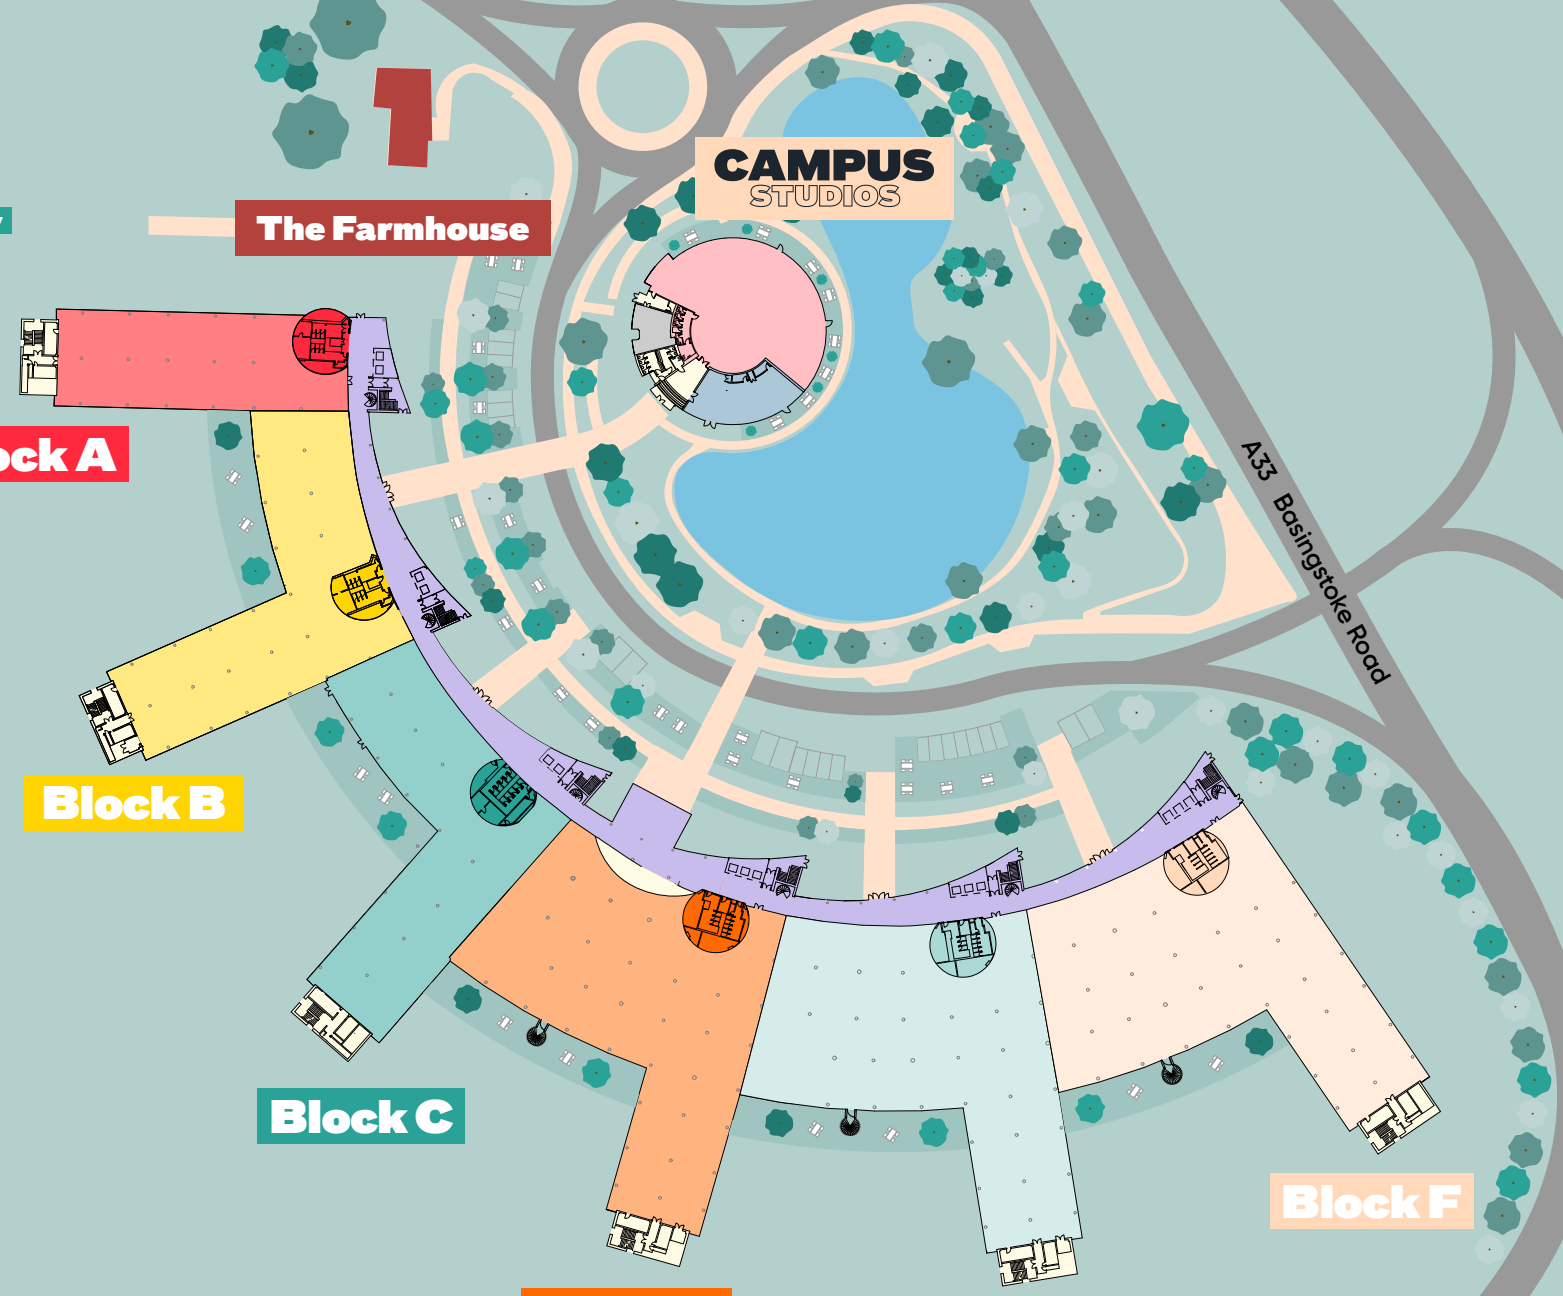 CAMPUS
STUDIOS
The Farmhouse
ock A
A33 Basingstoke Road
Block B
Block C
Block F